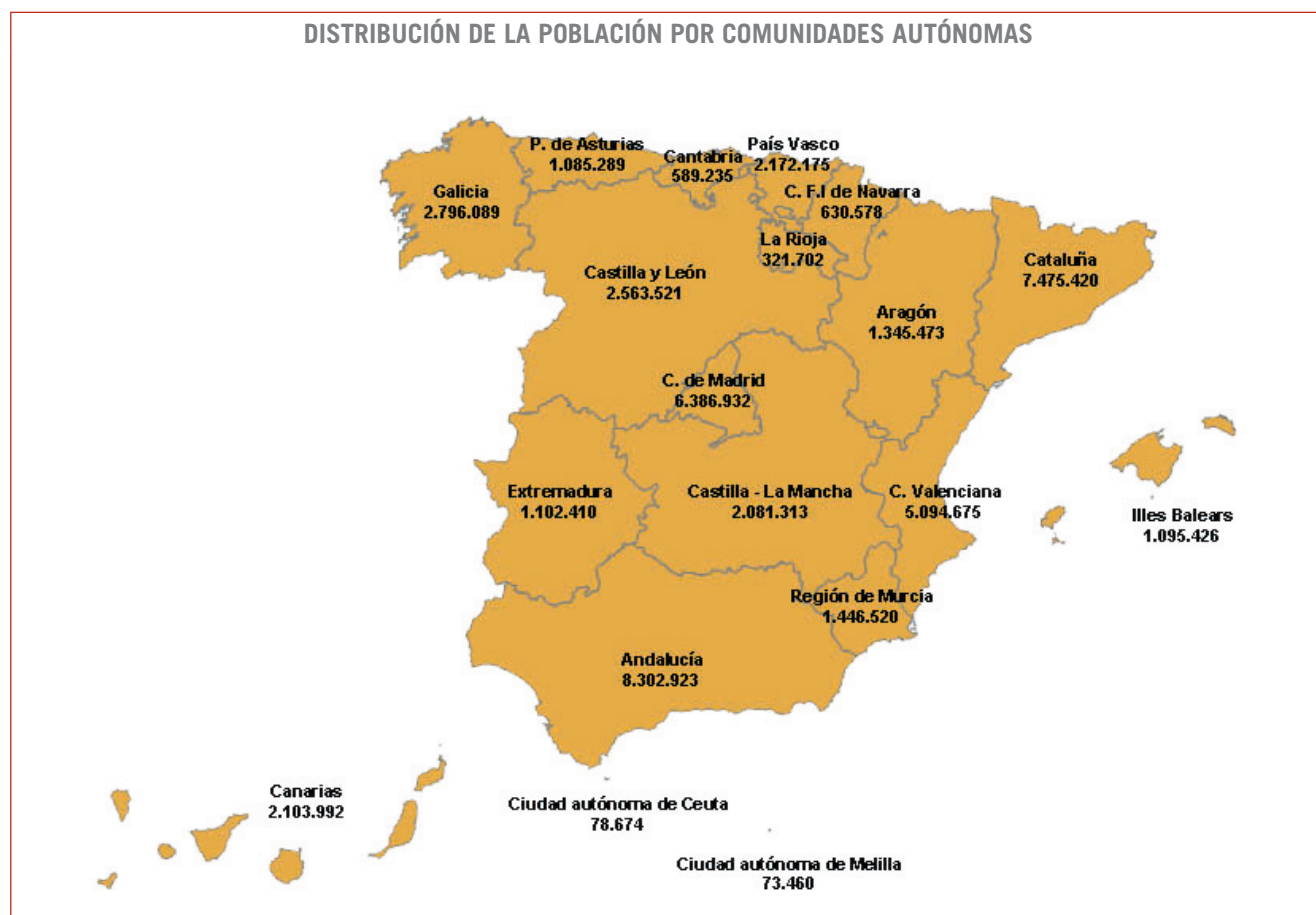 DISTRIBUCIÓN DE LA POBLACIÓN POR COMUNIDADES AUTÓNOMAS
P. de Asturias
1.085.289
Cantabria
589.235
País Vasco
2.172.175
Galicia
2.796.089
C. F.l de Navarra
630.578
La Rioja
321.702
Castilla y León
2.563.521
Cataluña
7.475.420
Aragón
1.345.473
C. de Madrid
6.386.932
Extremadura
1.102.410
Castilla - La Mancha
2.081.313
C. Valenciana
5.094.675
Illes Balears
1.095.426
Región de Murcia
1.446.520
Andalucía
8.302.923
Canarias
2.103.992
Ciudad autónoma de Ceuta
78.674
Ciudad autónoma de Melilla
73.460